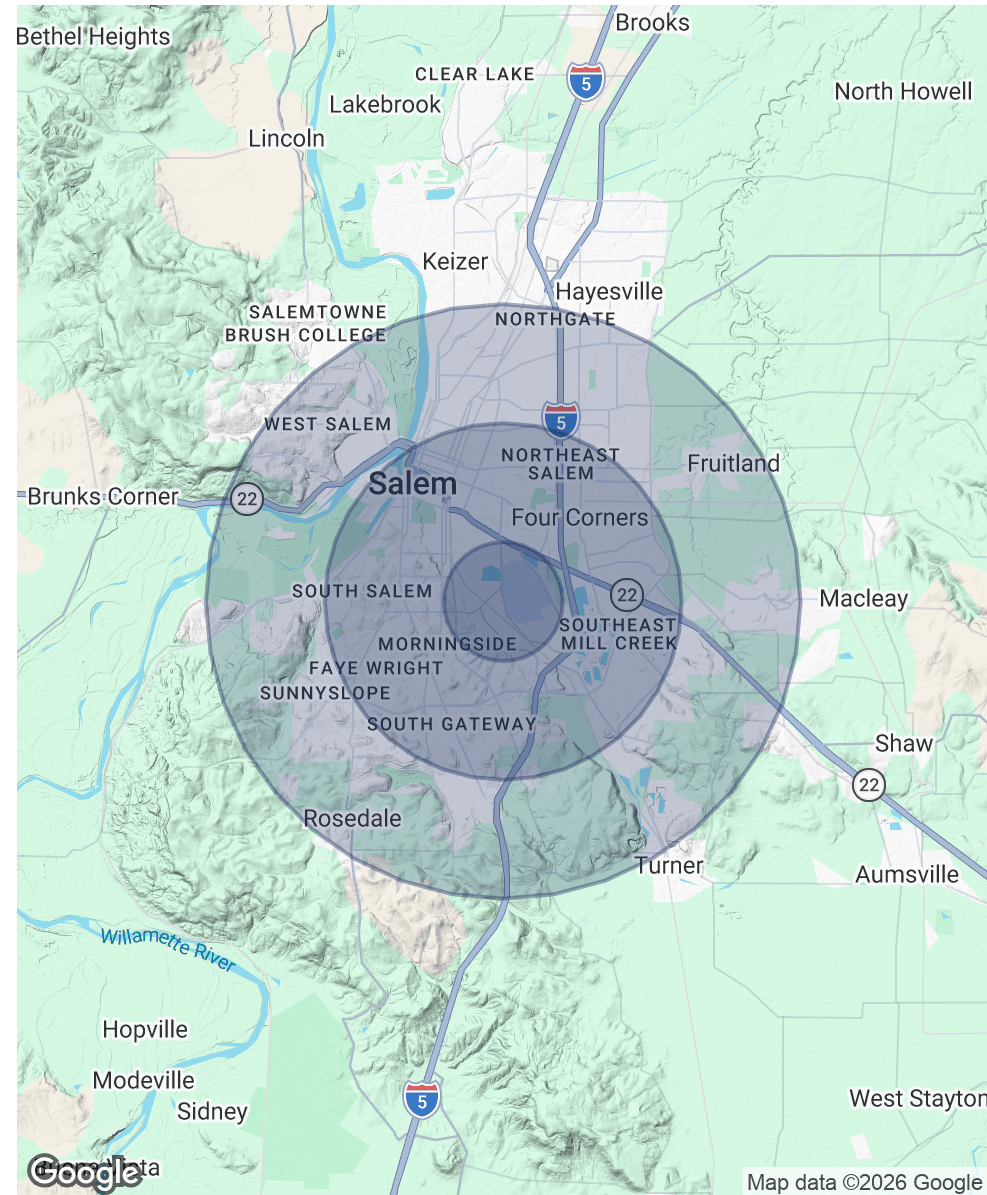 Brooks
Bethel Heights
CLEAR LAKE
5
North Howell
Lakebrook
Lincoln
Keizer
Hayesville
SALEMTOWNE
BRUSH COLLEGE
NORTHGATE
5
WEST SALEM
NORTHEAST
SALEM
Fruitland
Salem
Brunks Corner
22
Four Corners
SOUTH SALEM
22
Macleay
SOUTHEAST
MILL CREEK
MORNINGSIDE
FAYE WRIGHT
SUNNYSLOPE
SOUTH GATEWAY
Shaw
22
Rosedale
Turner
Aumsville
Willamette River
Hopville
Modeville
Sidney
5
West Stayton
Google
Map data ©2026 Google